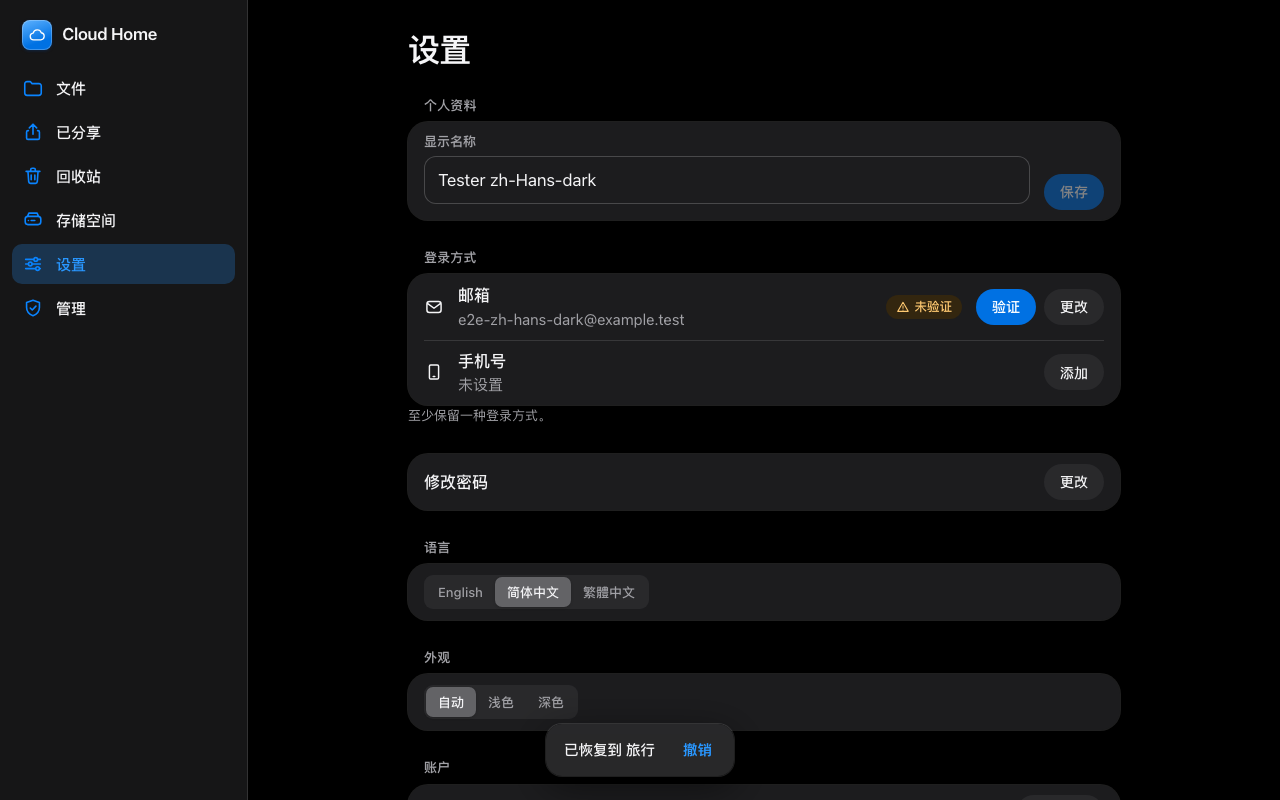 Cloud Home
文件
已分享
回收站
存储空间
设置
管理
设置
个人资料
显示名称
Tester zh-Hans-dark
保存
登录方式
邮箱
e2e-zh-hans-dark@example.test
未验证
验证
更改
手机号
未设置
添加
至少保留一种登录方式。
修改密码
更改
语言
English
简体中文
繁體中文
外观
自动
浅色
深色
已恢复到 旅行
撤销
账户